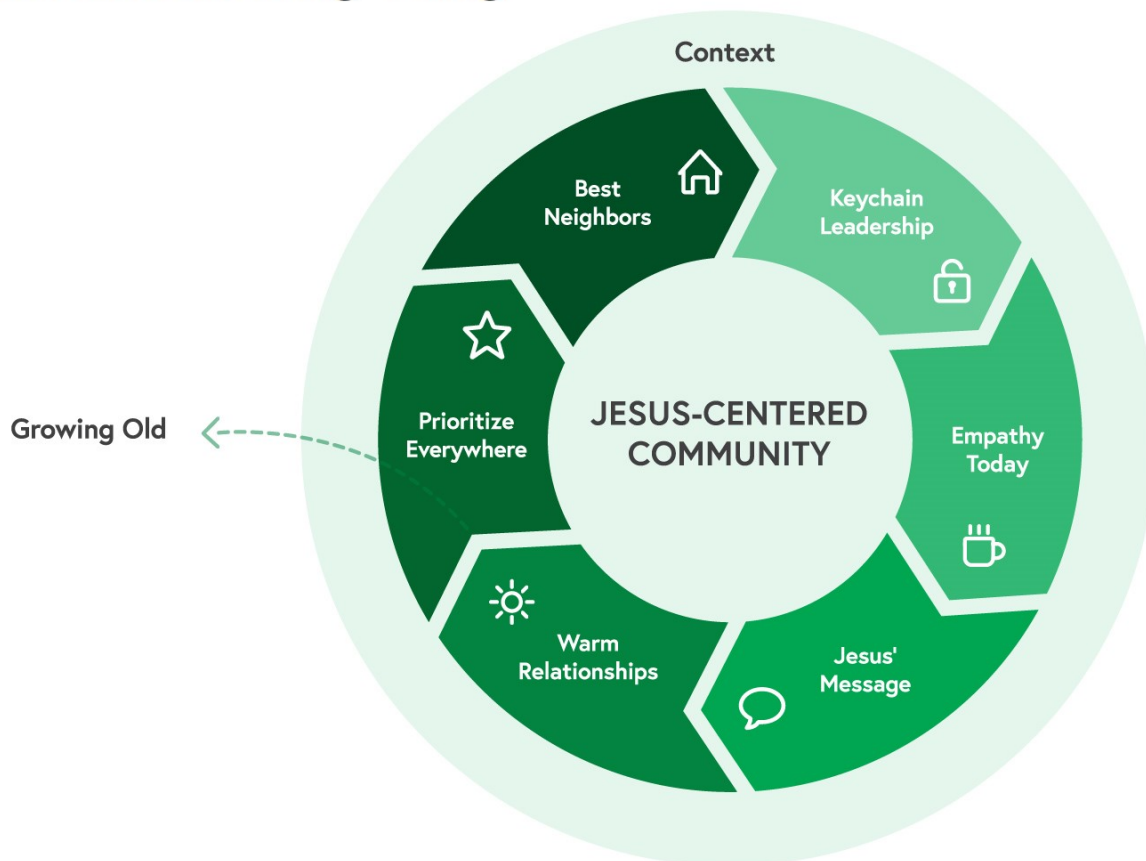 Context
Best
Neighbors
Keychain
Leadership
Prioritize
Everywhere
JESUS-CENTERED
COMMUNITY
Empathy
Today
Growing Old
Warm
Relationships
Jesus'
Message